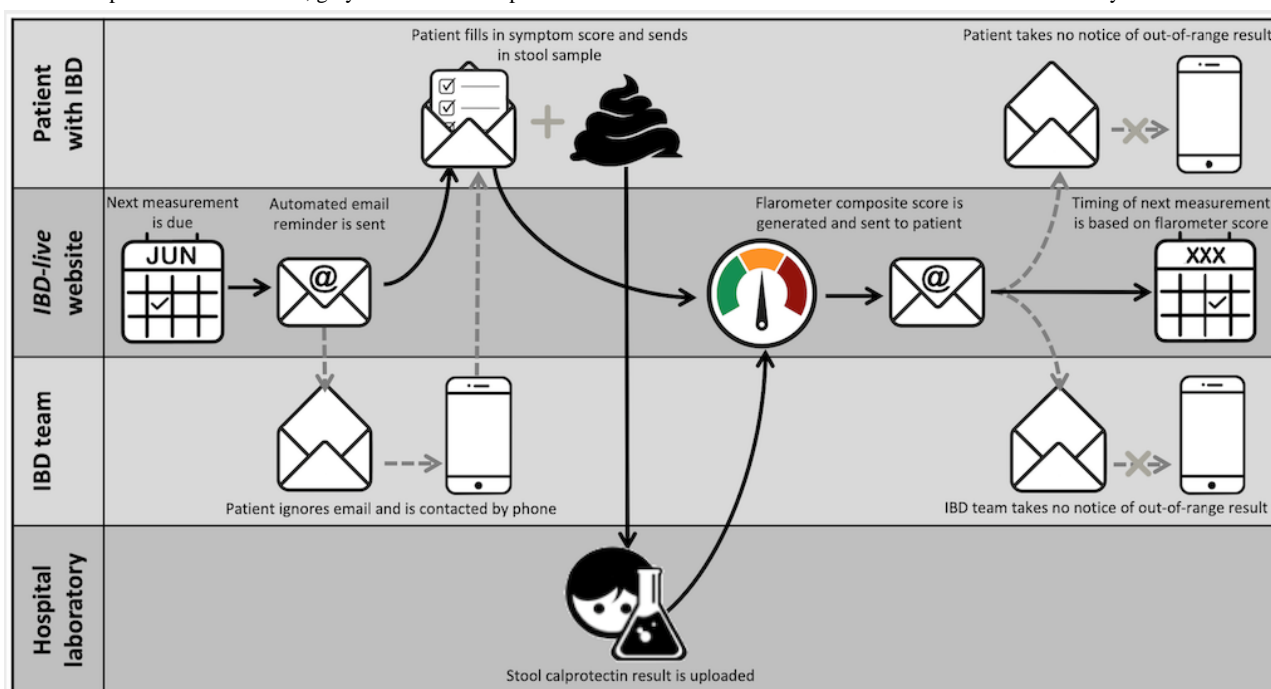 Patient fills in symptom score and sends
in stool sample
Patient takes no notice of out-of-range result
Patient
with IBD
Next measurement
is due
JUN
Automated email
reminder is sent
@
Flarometer composite score is
generated and sent to patient
@
Timing of next measurement
is based on flarometer score
XXX
IBD-live
website
IBD team
Patient ignores email and is contacted by phone
IBD team takes no notice of out-of-range result
Hospital
laboratory
Stool calprotectin result is uploaded